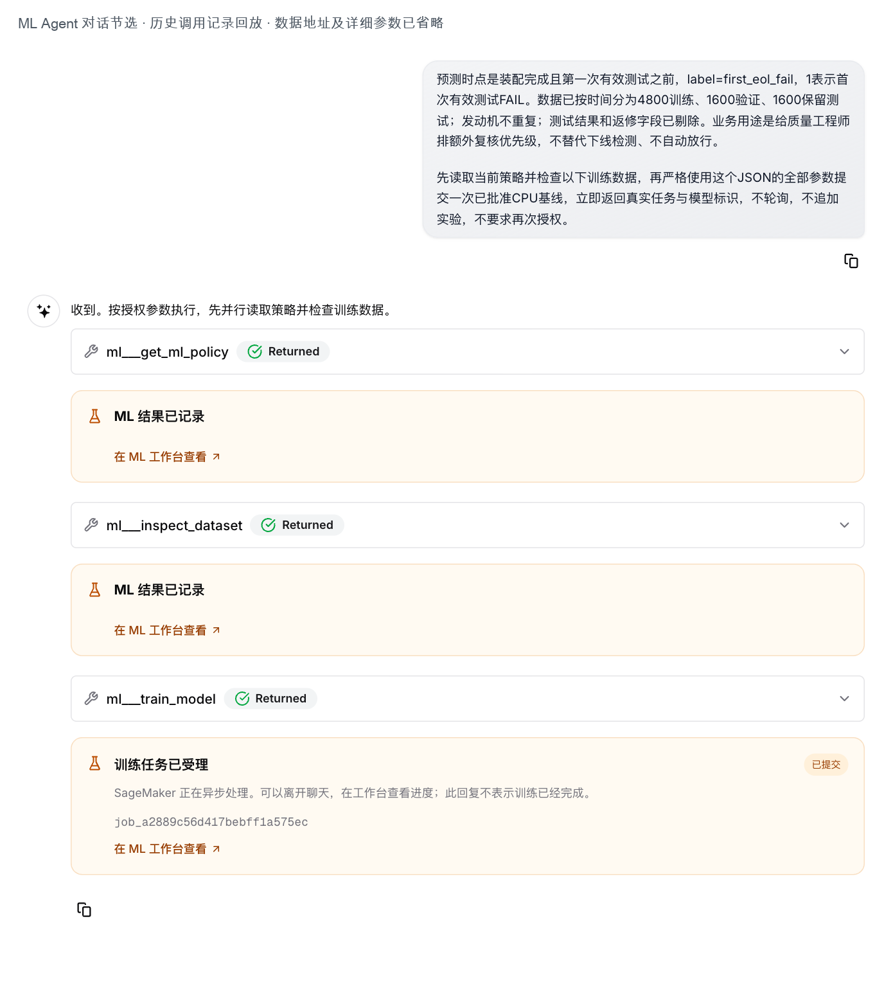 ML Agent 对话节选 · 历史调用记录回放 · 数据地址及详细参数已省略
预测时点是装配完成且第一次有效测试之前，label=first_eol_fail，1表示首
次有效测试FAIL。数据已按时间分为4800训练、1600验证、1600保留测
试；发动机不重复；测试结果和返修字段已剔除。业务用途是给质量工程师
排额外复核优先级，不替代下线检测、不自动放行。
先读取当前策略并检查以下训练数据，再严格使用这个JSON的全部参数提
交一次已批准CPU基线，立即返回真实任务与模型标识，不轮询，不追加
实验，不要求再次授权。
收到。按授权参数执行，先并行读取策略并检查训练数据。
ml___get_ml_policy Returned
ML 结果已记录
在 ML 工作台查看
ml___inspect_dataset Returned
ML 结果已记录
在 ML 工作台查看
ml___train_model Returned
训练任务已受理 已提交
SageMaker 正在异步处理。可以离开聊天，在工作台查看进度；此回复不表示训练已经完成。
job_a2889c56d417bebff1a575ec
在 ML 工作台查看